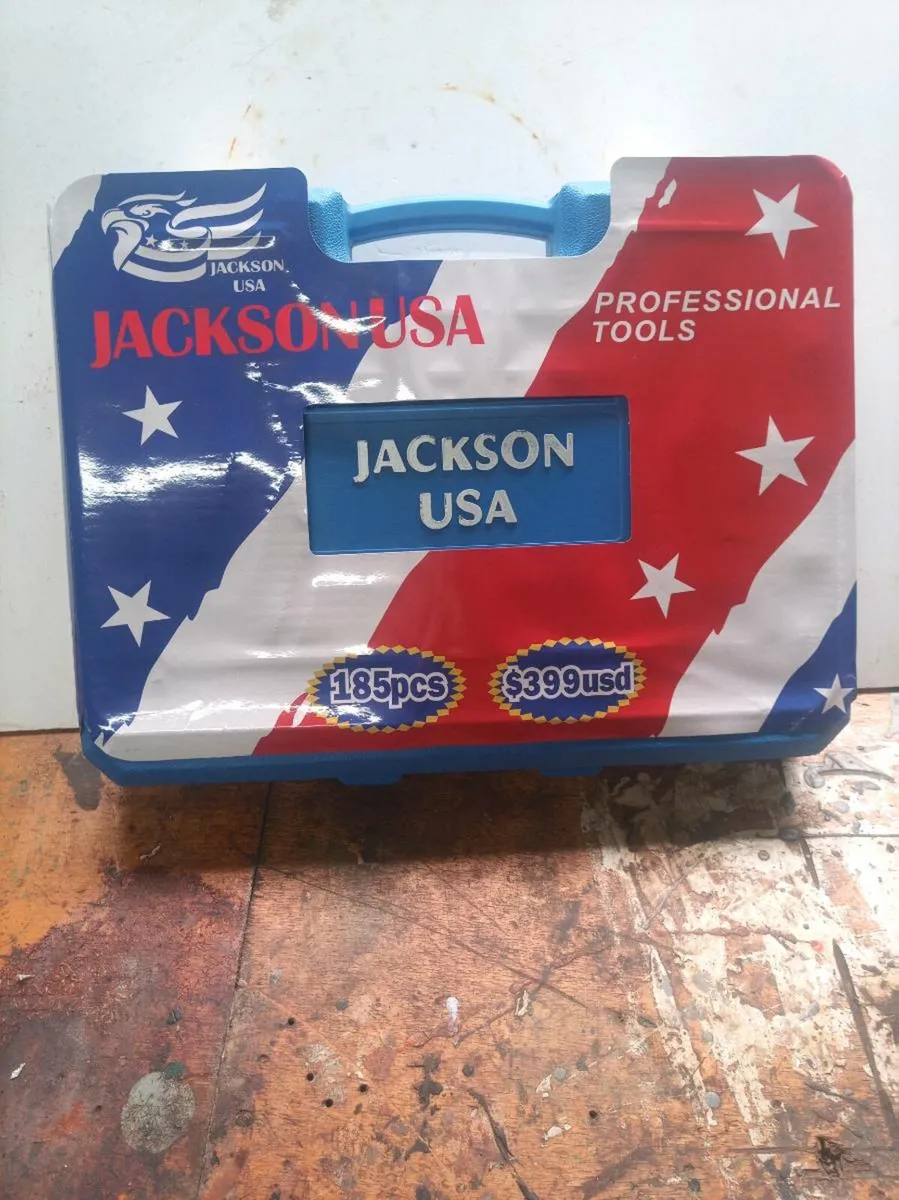 JACKSON
USA
JACKSON USA
PROFESSIONAL
TOOLS
JACKSON
USA
185pcs
$399usd